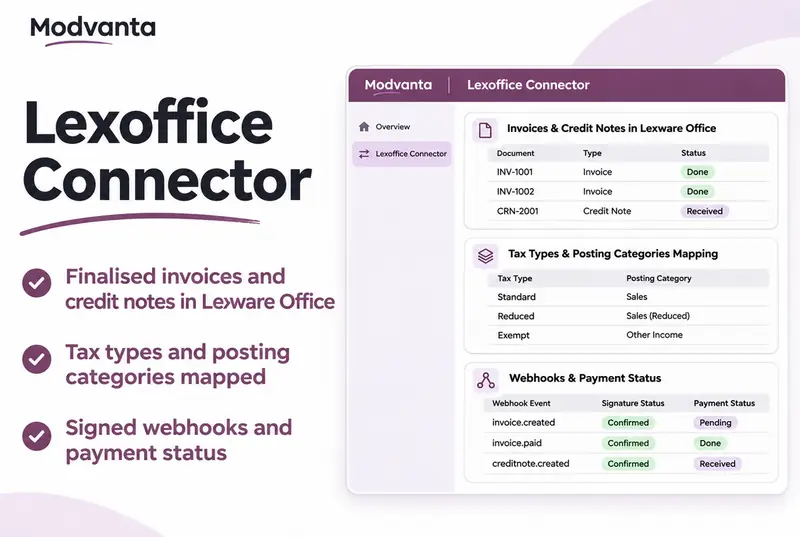 Modvanta
Lexoffice
Connector
Finalised invoices and
credit notes in Lexware Office
Tax types and posting
categories mapped
Signed webhooks and
payment status
Modvanta | Lexoffice Connector
Overview
Lexoffice Connector
Invoices & Credit Notes in Lexware Office
Document Type Status
INV-1001 Invoice Done
INV-1002 Invoice Done
CRN-2001 Credit Note Received
Tax Types & Posting Categories Mapping
Tax Type Posting Category
Standard Sales
Reduced Sales (Reduced)
Exempt Other Income
Webhooks & Payment Status
Webhook Event Signature Status Payment Status
invoice.created Confirmed Pending
invoice.paid Confirmed Done
creditnote.created Confirmed Received